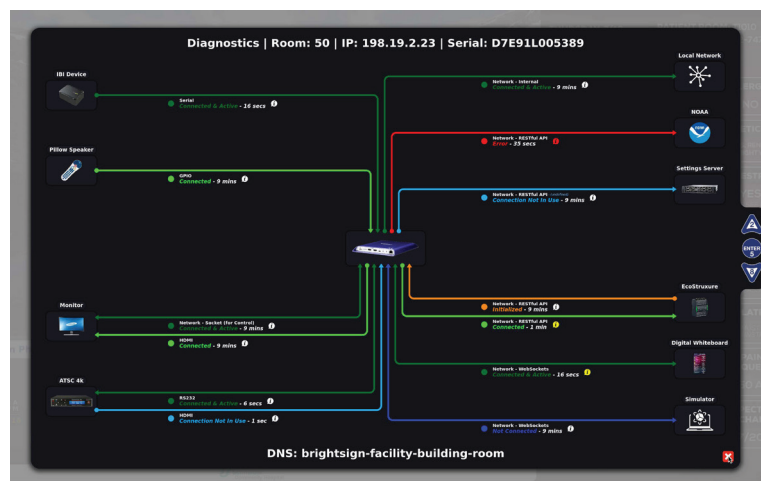 Diagnostics | Room: 50 | IP: 198.19.2.23 | Serial: D7E91L005389
IBI Device
Serial
Connected & Active - 16 secs
Pillow Speaker
GPIO
Connected - 9 mins
Monitor
Network - Socket (for Control)
Connected & Active - 9 mins
HDMI
Connected - 9 mins
ATSC 4k
RS232
Connected & Active - 6 secs
HDMI
Connection Not In Use - 1 sec
Local Network
Network - Internal
Connected & Active - 9 mins
NOAA
Network - RESTful API
Error - 35 secs
Settings Server
Network - RESTful API
Connection Not In Use - 9 mins
EcoStruxure
Network - RESTful API
Initialized - 9 mins
Network - RESTful API
Connected - 1 min
Digital Whiteboard
Network - WebSockets
Connected & Active - 16 secs
Simulator
Network - WebSockets
Not Connected - 9 mins
ENTER
5
DNS: brightsign-facility-building-room